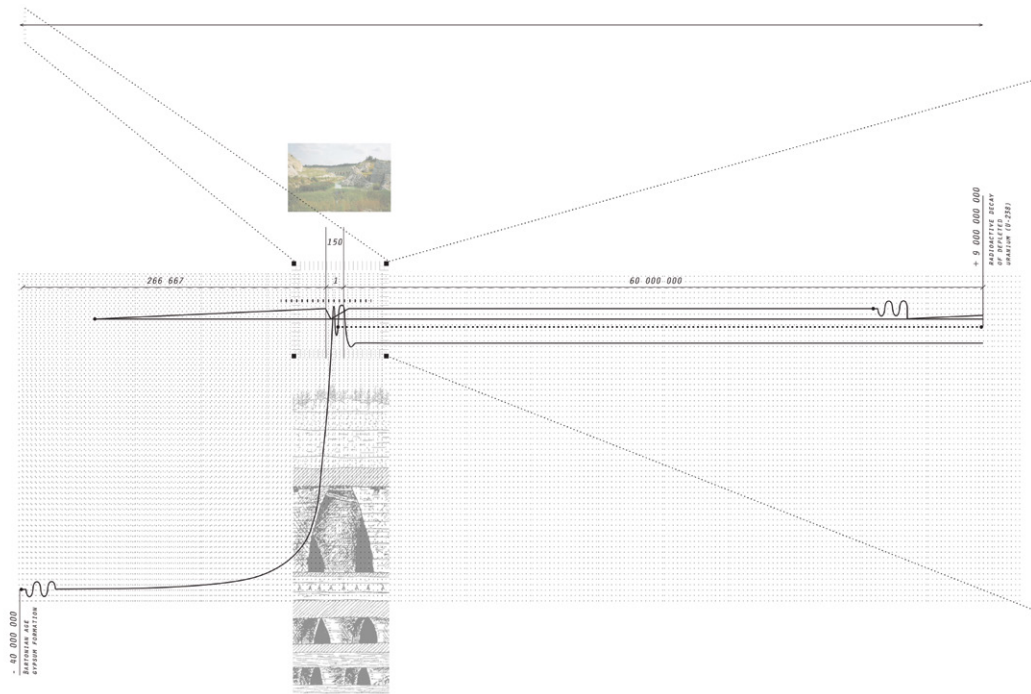 150
266 667
1
60 000 000
+ 9 000 000 000
RADIOACTIVE DECAY
OF DEPLETED
URANIUM (U-238)
- 40 000 000
BARTONIAN AGE
GYPSUM FORMATION